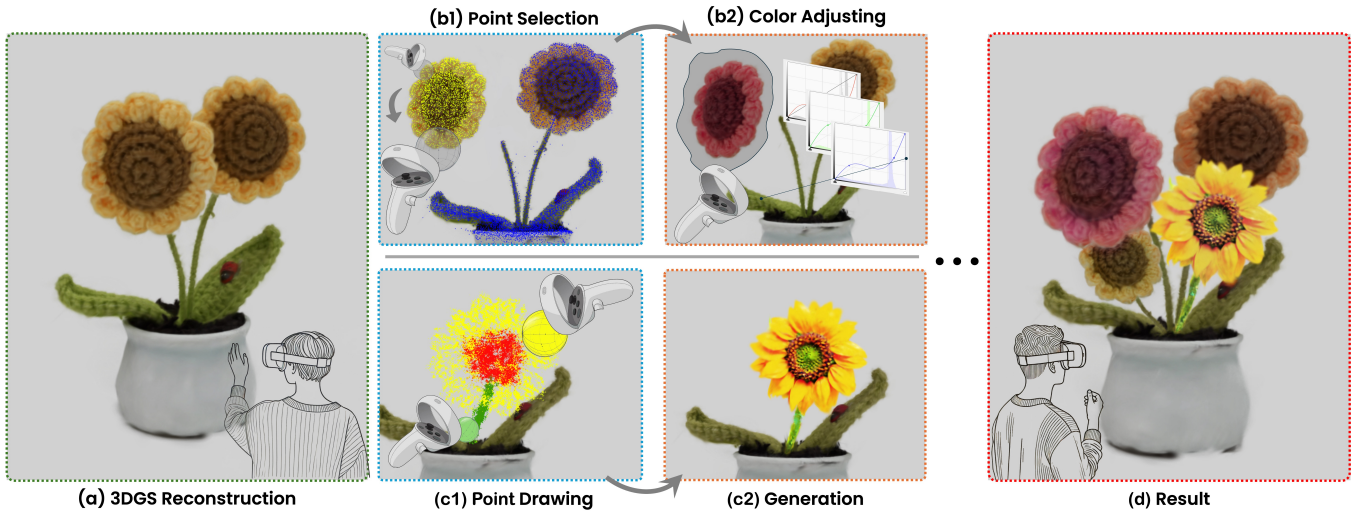 (b1) Point Selection
(b2) Color Adjusting
(a) 3DGS Reconstruction
(c1) Point Drawing
(c2) Generation
(d) Result